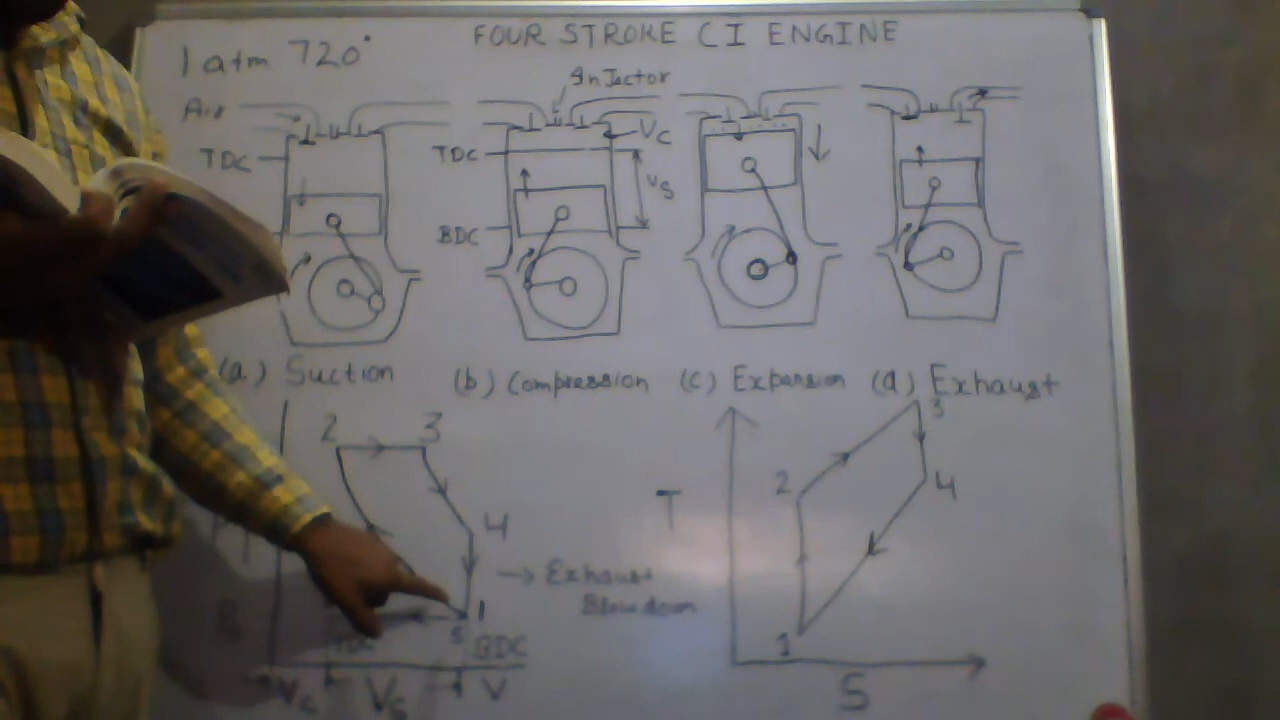 FOUR STROKE CI ENGINE
1 atm 720°
Injector
Air
VC
TDC
TDC
VS
BDC
(a) Suction (b) Compression (c) Expansion (d) Exhaust
2 3
3
2
4
T
4
→ Exhaust
Blowdown
1
5
TDC
BDC
1
VC VS V
S